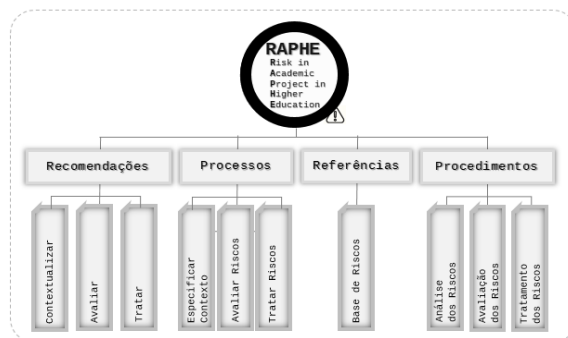 RAPHE
Risk in
Academic
Project in
Higher
Education
Recomendações
Processos
Referências
Procedimentos
Contextualizar
Avaliar
Tratar
Especificar
Contexto
Avaliar Riscos
Tratar Riscos
Base de Riscos
Análise
dos Riscos
Avaliação
dos Riscos
Tratamento
dos Riscos